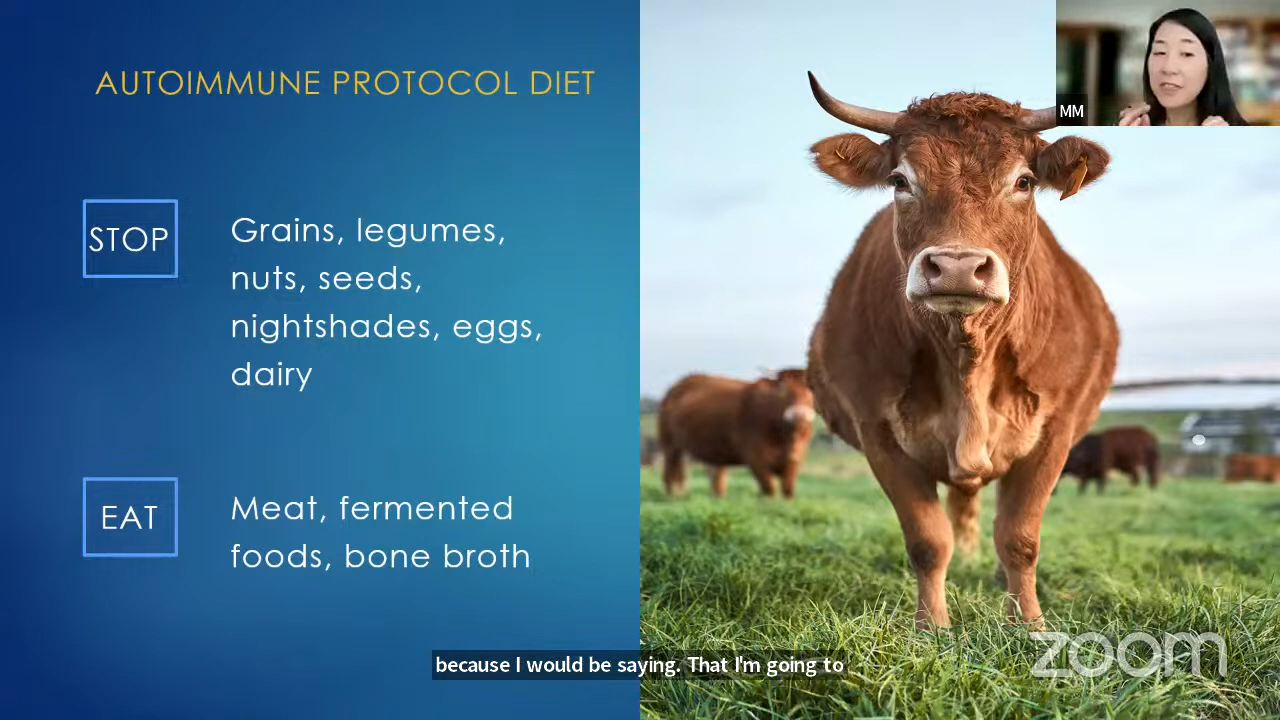 AUTOIMMUNE PROTOCOL DIET
STOP
Grains, legumes,
nuts, seeds,
nightshades, eggs,
dairy
EAT
Meat, fermented
foods, bone broth
MM
because I would be saying. That I'm going to
zoom